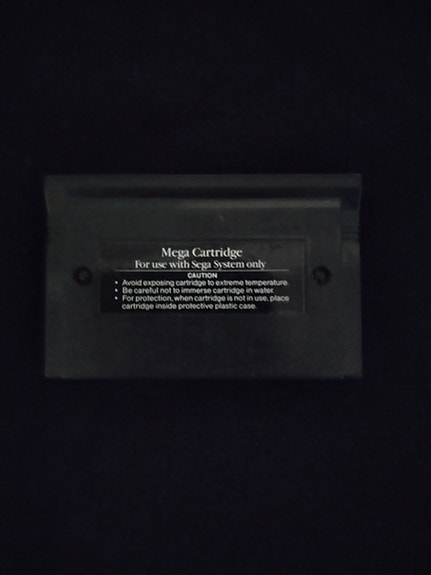 Mega Cartridge
For use with Sega System only
CAUTION
• Avoid exposing cartridge to extreme temperature.
• Be careful not to immerse cartridge in water.
• For protection, when cartridge is not in use, place
cartridge inside protective plastic case.